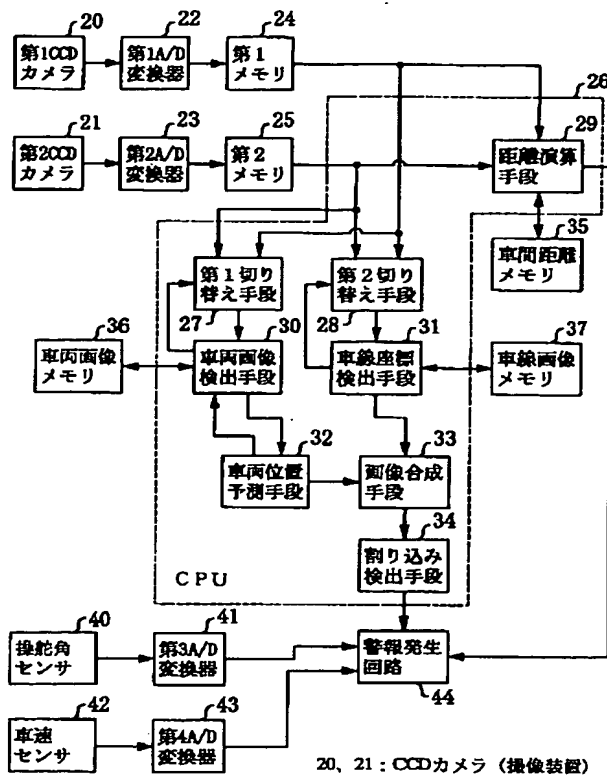 20
22
24
第1CCD
カメラ
第1A/D
変換器
第1
メモリ
26
21
23
25
29
第2CCD
カメラ
第2A/D
変換器
第2
メモリ
距離演算
手段
35
車間距離
メモリ
第1切り
替え手段
第2切り
替え手段
27
30
28
31
36
37
車両画像
メモリ
車両画像
検出手段
車線座標
検出手段
車線画像
メモリ
32
33
車両位置
予測手段
画像合成
手段
34
割り込み
検出手段
CPU
40
41
操舵角
センサ
第3A/D
変換器
警報発生
回路
42
43
44
車速
センサ
第4A/D
変換器
20、21：CCDカメラ（撮像装置）